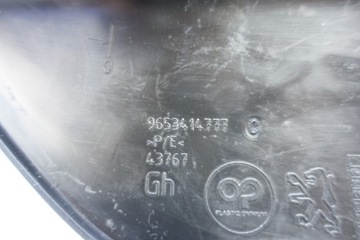 9653414777 C
>P/E<
43767
Gh
PLASTIC OMNIUM